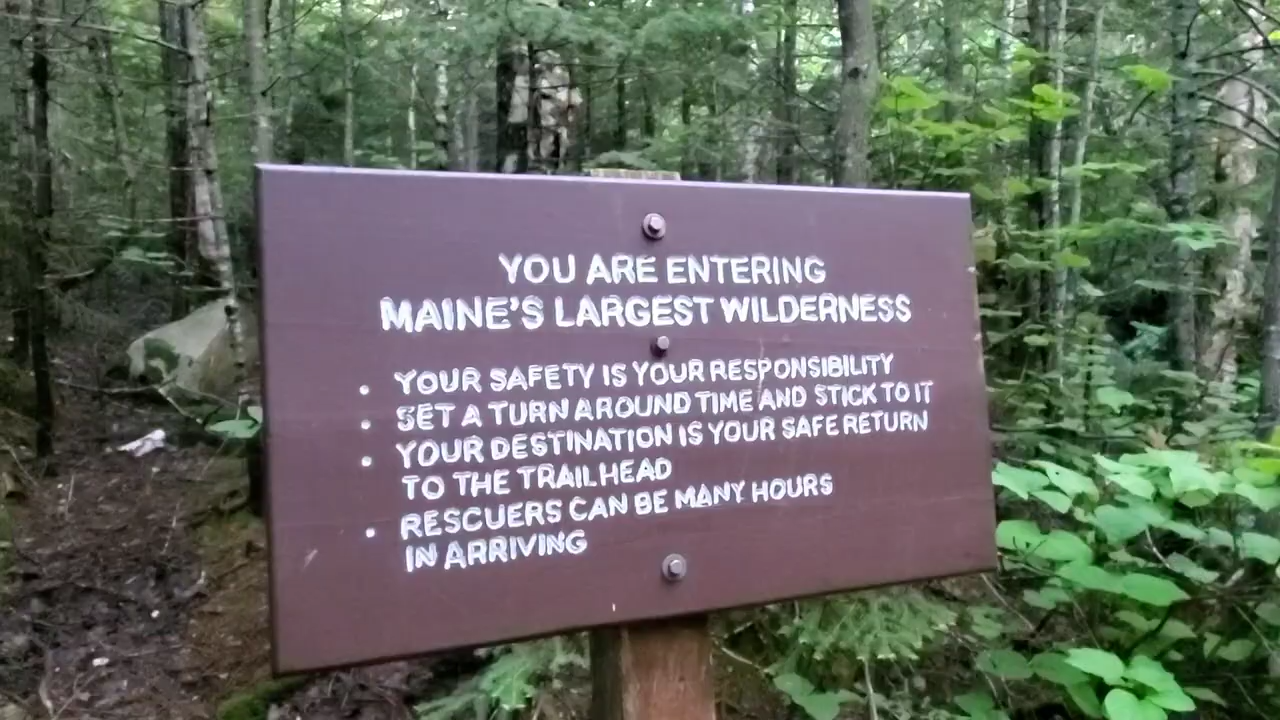 YOU ARE ENTERING
MAINE'S LARGEST WILDERNESS
• YOUR SAFETY IS YOUR RESPONSIBILITY
• SET A TURN AROUND TIME AND STICK TO IT
• YOUR DESTINATION IS YOUR SAFE RETURN
TO THE TRAILHEAD
• RESCUERS CAN BE MANY HOURS
IN ARRIVING